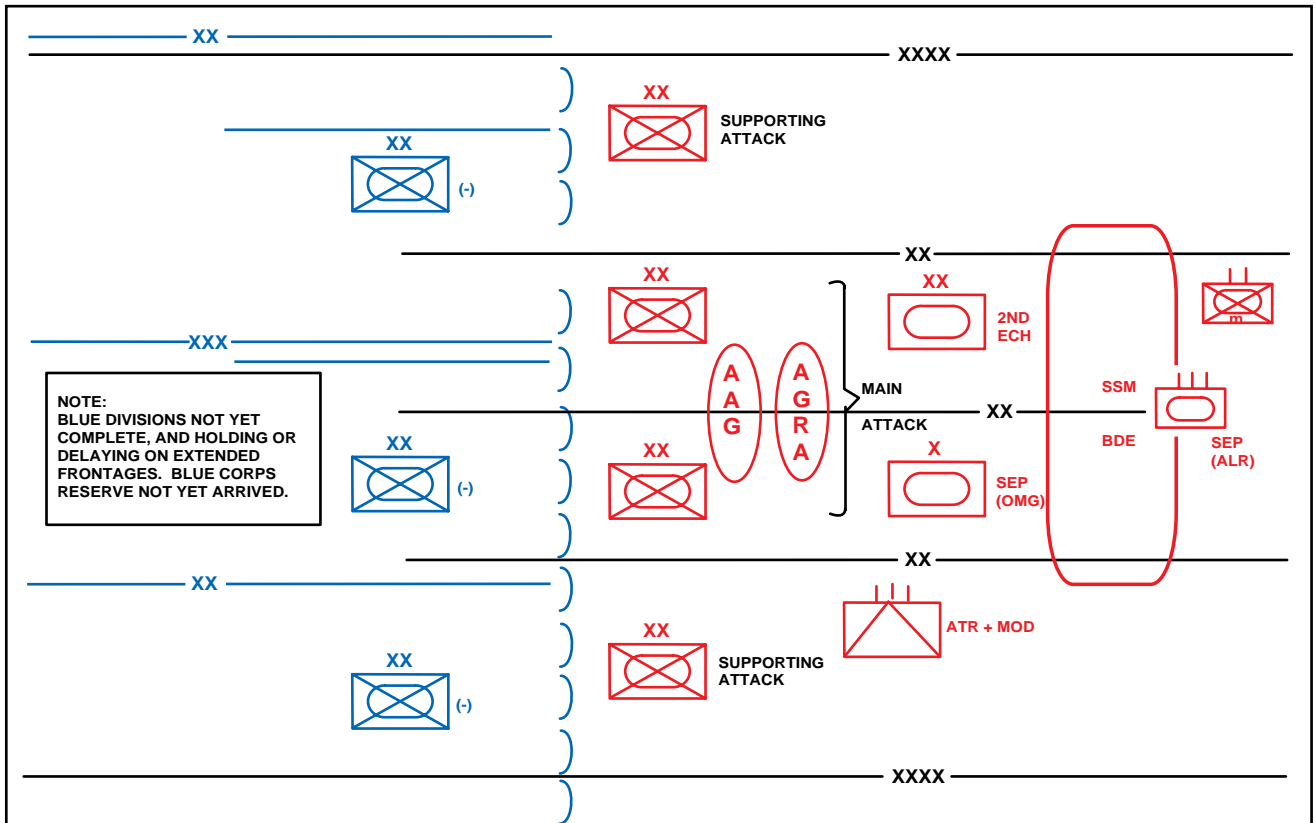 XX
XXXX
XX
SUPPORTING
ATTACK
XX
(-)
XX
XX
XX
2ND
ECH
m
XXX
NOTE:
BLUE DIVISIONS NOT YET
COMPLETE, AND HOLDING OR
DELAYING ON EXTENDED
FRONTAGES. BLUE CORPS
RESERVE NOT YET ARRIVED.
A
A
G
A
G
R
A
MAIN
ATTACK
XX
SSM
BDE
SEP
(ALR)
XX
(-)
XX
X
SEP
(OMG)
XX
XX
ATR + MOD
XX
(-)
XX
SUPPORTING
ATTACK
XXXX